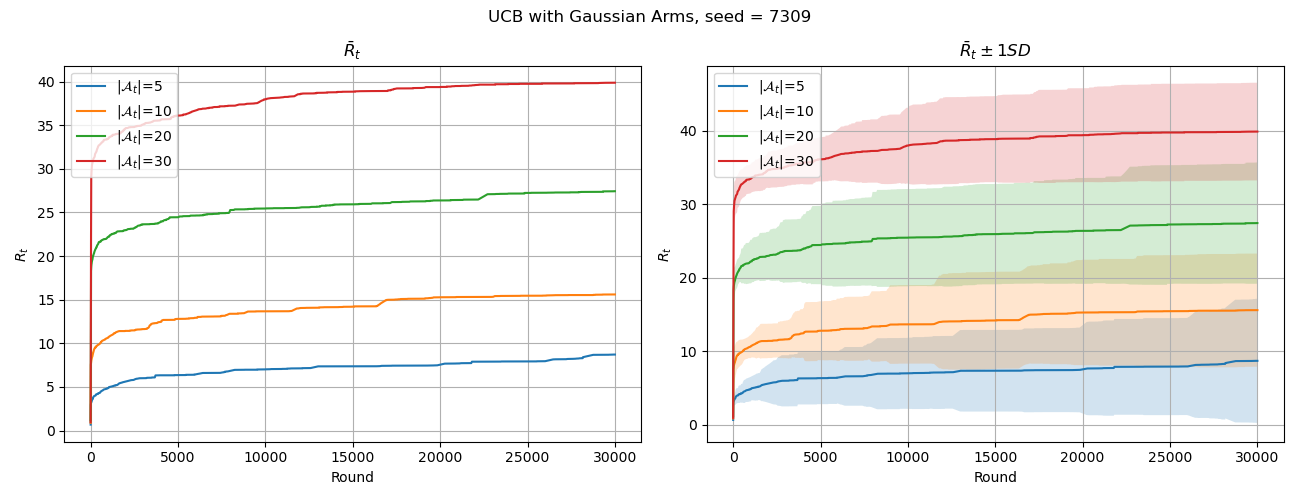 UCB with Gaussian Arms, seed = 7309
R̄ₜ
R̄ₜ ± 1SD
40
35
30
25
20
15
10
5
0
Rₜ
|𝒜ₜ|=5
|𝒜ₜ|=10
|𝒜ₜ|=20
|𝒜ₜ|=30
0 5000 10000 15000 20000 25000 30000
Round
40
30
20
10
0
Rₜ
|𝒜ₜ|=5
|𝒜ₜ|=10
|𝒜ₜ|=20
|𝒜ₜ|=30
0 5000 10000 15000 20000 25000 30000
Round